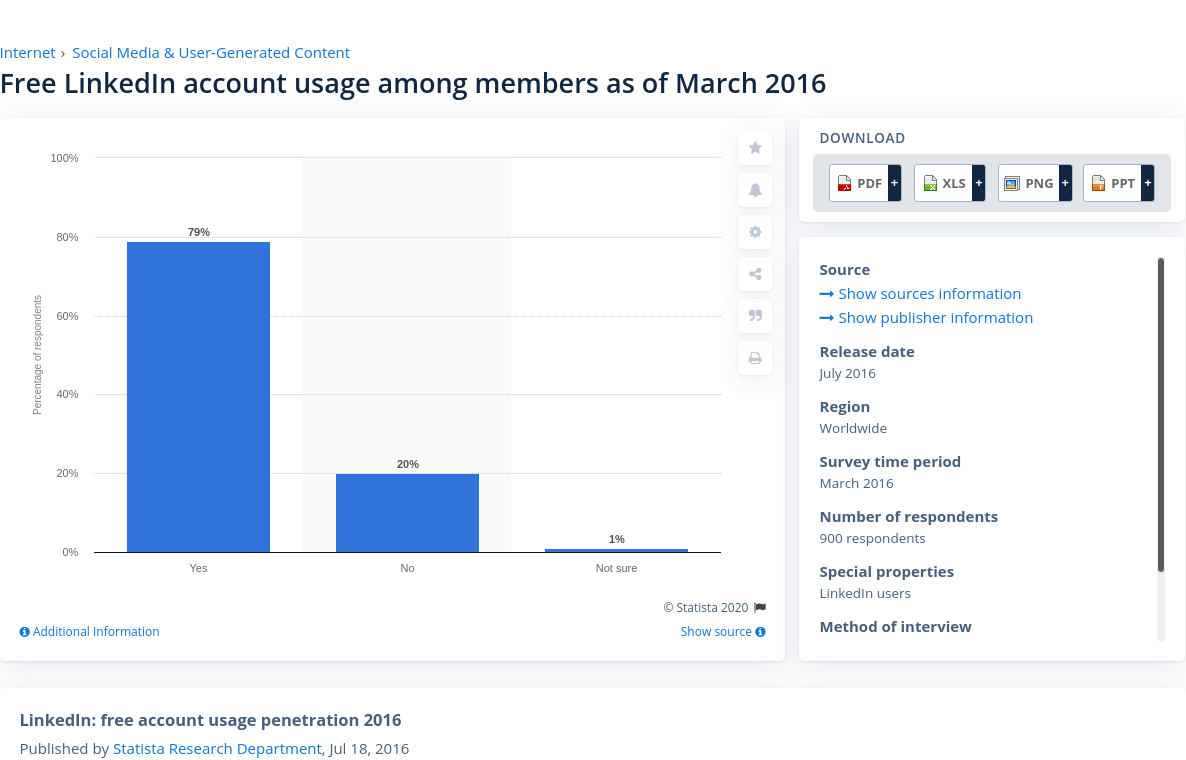 Internet › Social Media & User-Generated Content
Free LinkedIn account usage among members as of March 2016
Percentage of respondents
100%
80%
60%
40%
20%
0%
79%
20%
1%
Yes
No
Not sure
© Statista 2020
Additional Information
Show source
DOWNLOAD
PDF +
XLS +
PNG +
PPT +
Source
Show sources information
Show publisher information
Release date
July 2016
Region
Worldwide
Survey time period
March 2016
Number of respondents
900 respondents
Special properties
LinkedIn users
Method of interview
LinkedIn: free account usage penetration 2016
Published by Statista Research Department, Jul 18, 2016